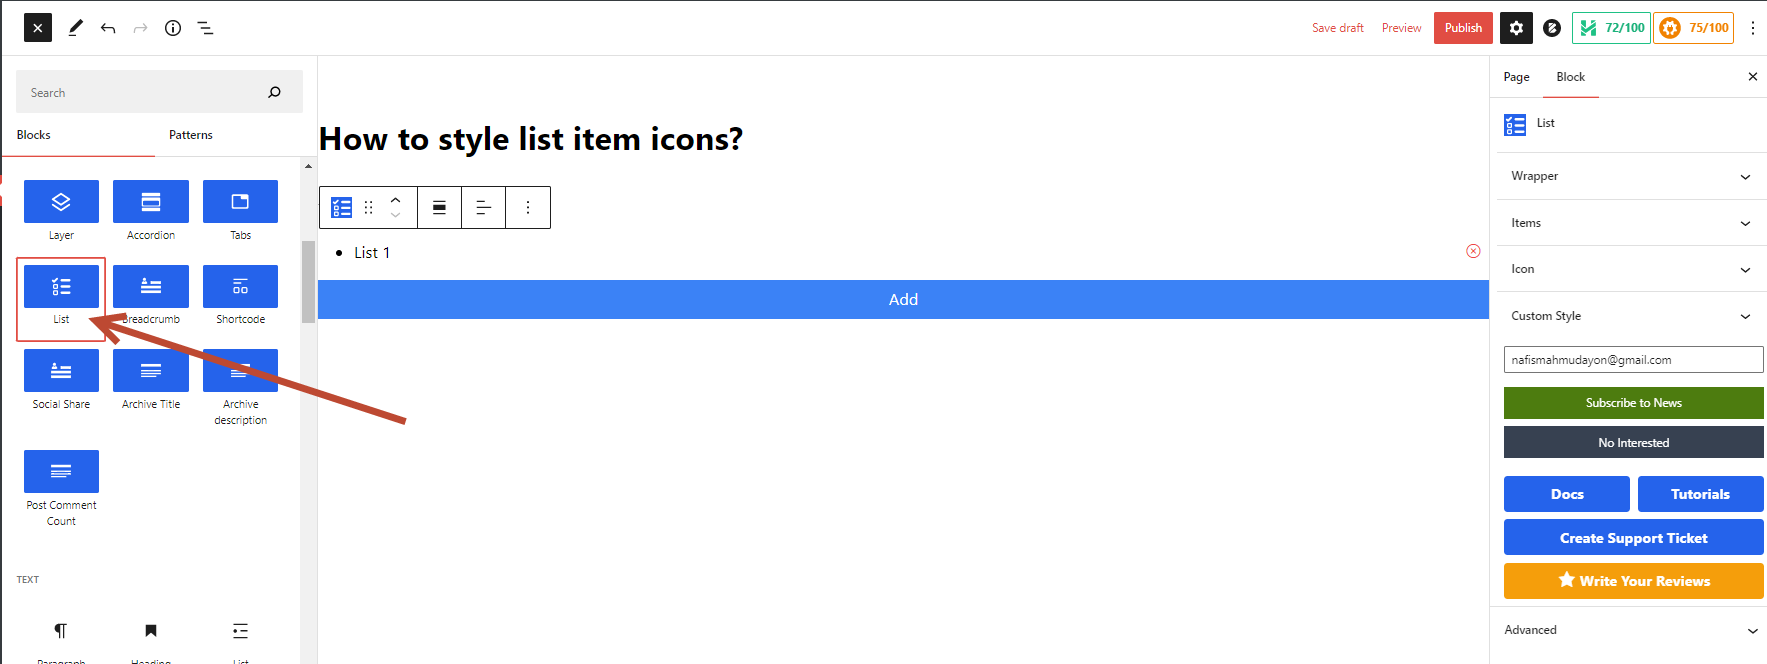 Save draft
Preview
Publish
72/100
75/100
Search
Blocks
Patterns
Layer
Accordion
Tabs
List
Breadcrumb
Shortcode
Social Share
Archive Title
Archive
description
Post Comment
Count
TEXT
Paragraph
Heading
List
How to style list item icons?
List 1
Add
Page
Block
List
Wrapper
Items
Icon
Custom Style
nafismahmudayon@gmail.com
Subscribe to News
No Interested
Docs
Tutorials
Create Support Ticket
Write Your Reviews
Advanced